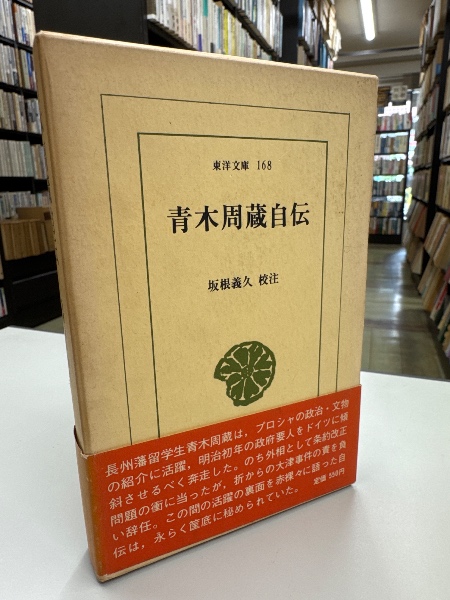 東洋文庫 168
青木周蔵自伝
坂根義久 校注
長州藩留学生青木周蔵は，プロシャの政治・文物
の紹介に活躍，明治初年の政府要人をドイツに傾
斜させるべく奔走した。のち外相として条約改正
問題の衝に当ったが，折からの大津事件の責を負
い辞任。この間の活躍の裏面を赤裸々に語った自
伝は，永らく筐底に秘められていた。
定価 550円